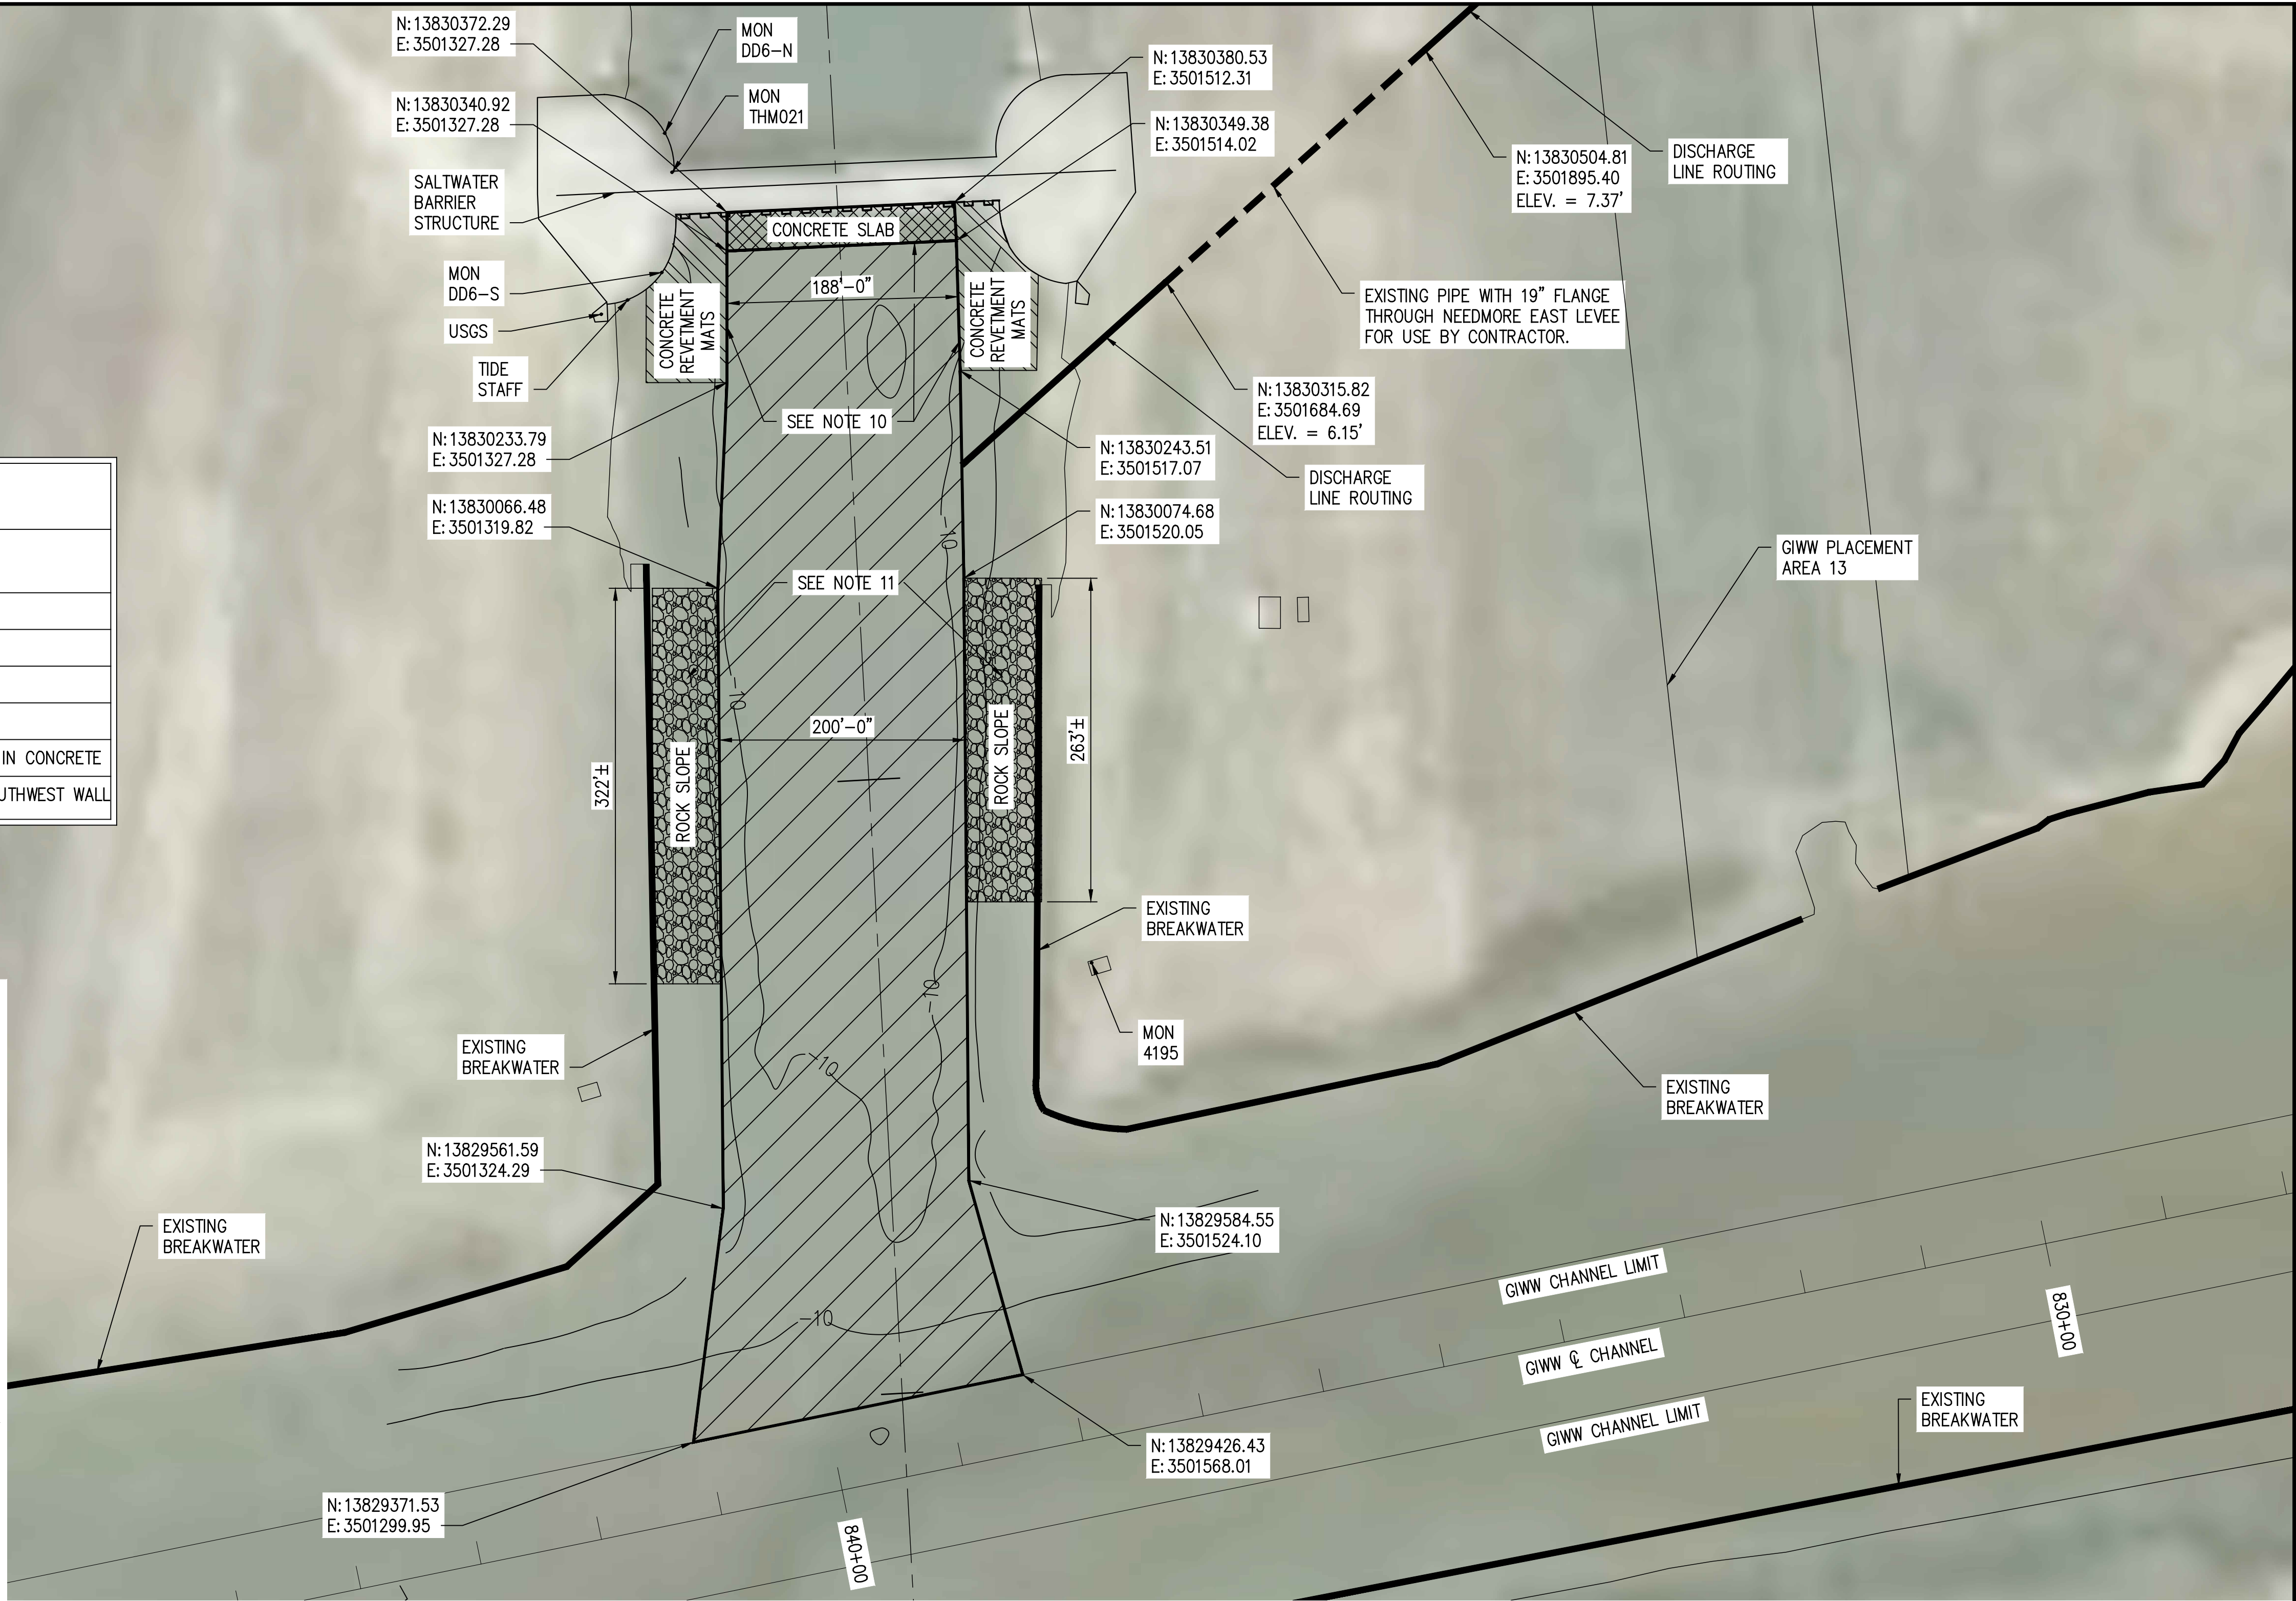 N:13830372.29
E:3501327.28
MON
DD6-N
N:13830380.53
E:3501512.31
N:13830340.92
E:3501327.28
MON
THM021
N:13830349.38
E:3501514.02
N:13830504.81
E:3501895.40
ELEV. = 7.37'
DISCHARGE
LINE ROUTING
SALTWATER
BARRIER
STRUCTURE
CONCRETE SLAB
MON
DD6-S
USGS
TIDE
STAFF
CONCRETE
REVETMENT
MATS
188'-0"
CONCRETE
REVETMENT
MATS
EXISTING PIPE WITH 19" FLANGE
THROUGH NEEDMORE EAST LEVEE
FOR USE BY CONTRACTOR.
N:13830315.82
E:3501684.69
ELEV. = 6.15'
SEE NOTE 10
N:13830233.79
E:3501327.28
N:13830243.51
E:3501517.07
DISCHARGE
LINE ROUTING
N:13830066.48
E:3501319.82
N:13830074.68
E:3501520.05
-10
GIWW PLACEMENT
AREA 13
SEE NOTE 11
-10
200'-0"
322'±
ROCK SLOPE
ROCK SLOPE
263'±
IN CONCRETE
UTHWEST WALL
EXISTING
BREAKWATER
-10
MON
4195
EXISTING
BREAKWATER
-10
EXISTING
BREAKWATER
N:13829561.59
E:3501324.29
N:13829584.55
E:3501524.10
EXISTING
BREAKWATER
-10
GIWW CHANNEL LIMIT
830+00
GIWW ℄ CHANNEL
GIWW CHANNEL LIMIT
EXISTING
BREAKWATER
N:13829426.43
E:3501568.01
N:13829371.53
E:3501299.95
840+00